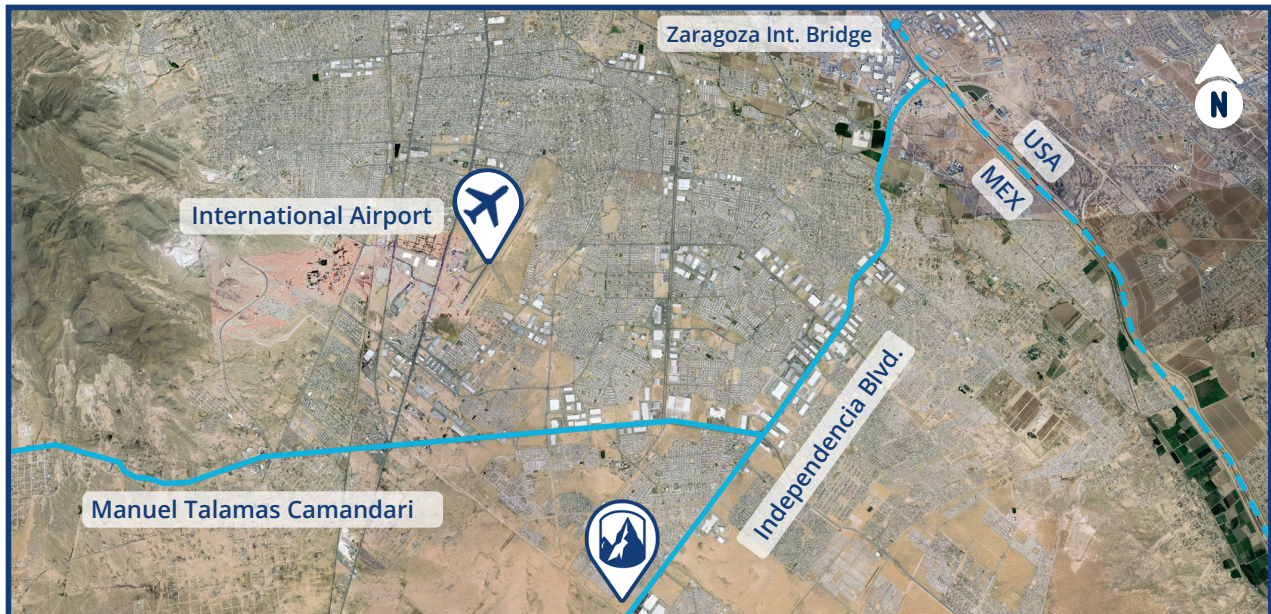 Zaragoza Int. Bridge
N
USA
MEX
International Airport
Independencia Blvd.
Manuel Talamas Camandari